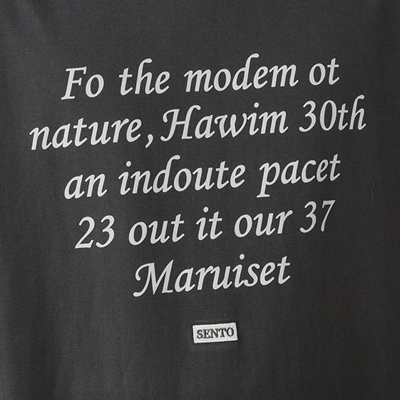 Fo the modem ot
nature, Hawim 30th
an indoute pacet
23 out it our 37
Maruiset
SENTO